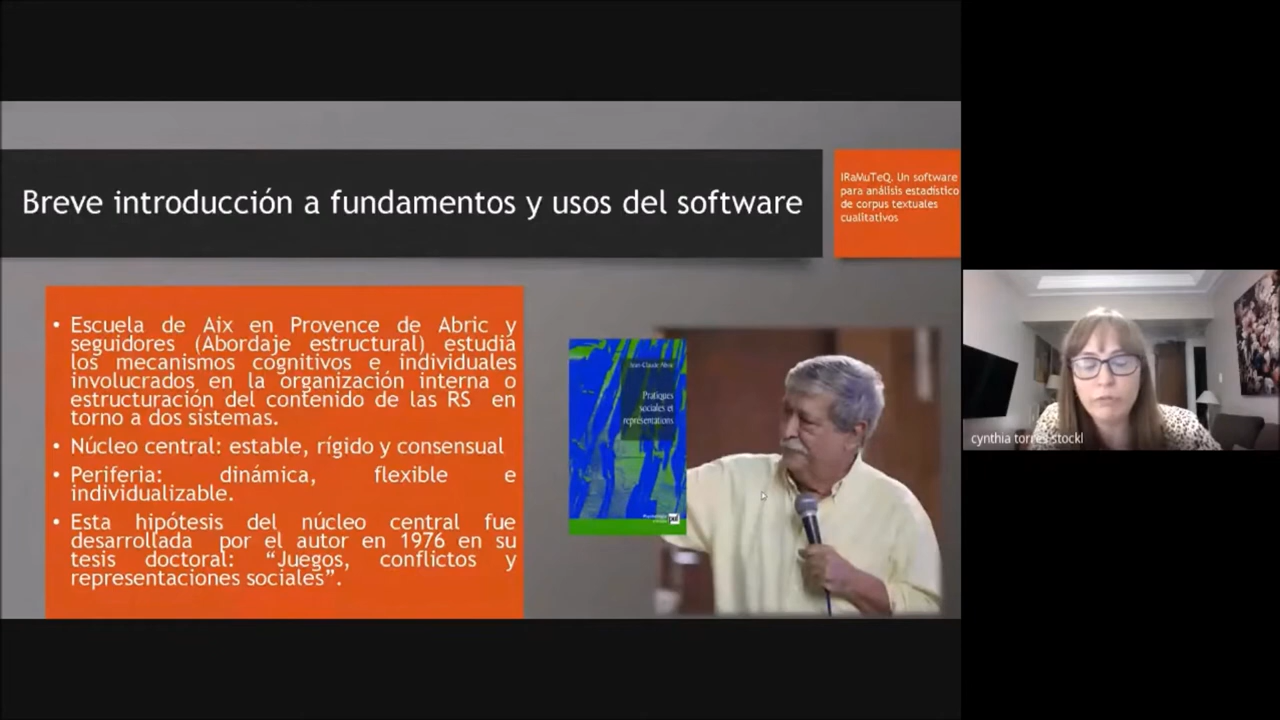 Breve introducción a fundamentos y usos del software
IRaMuTeQ. Un software
para análisis estadístico
de corpus textuales
cualitativos
• Escuela de Aix en Provence de Abric y
seguidores (Abordaje estructural) estudia
los mecanismos cognitivos e individuales
involucrados en la organización interna o
estructuración del contenido de las RS en
torno a dos sistemas.
• Núcleo central: estable, rígido y consensual
• Periferia: dinámica, flexible e
individualizable.
• Esta hipótesis del núcleo central fue
desarrollada por el autor en 1976 en su
tesis doctoral: “Juegos, conflictos y
representaciones sociales”.
Jean-Claude Abric
Pratiques
sociales et
représentations
puf
cynthia torres stockl